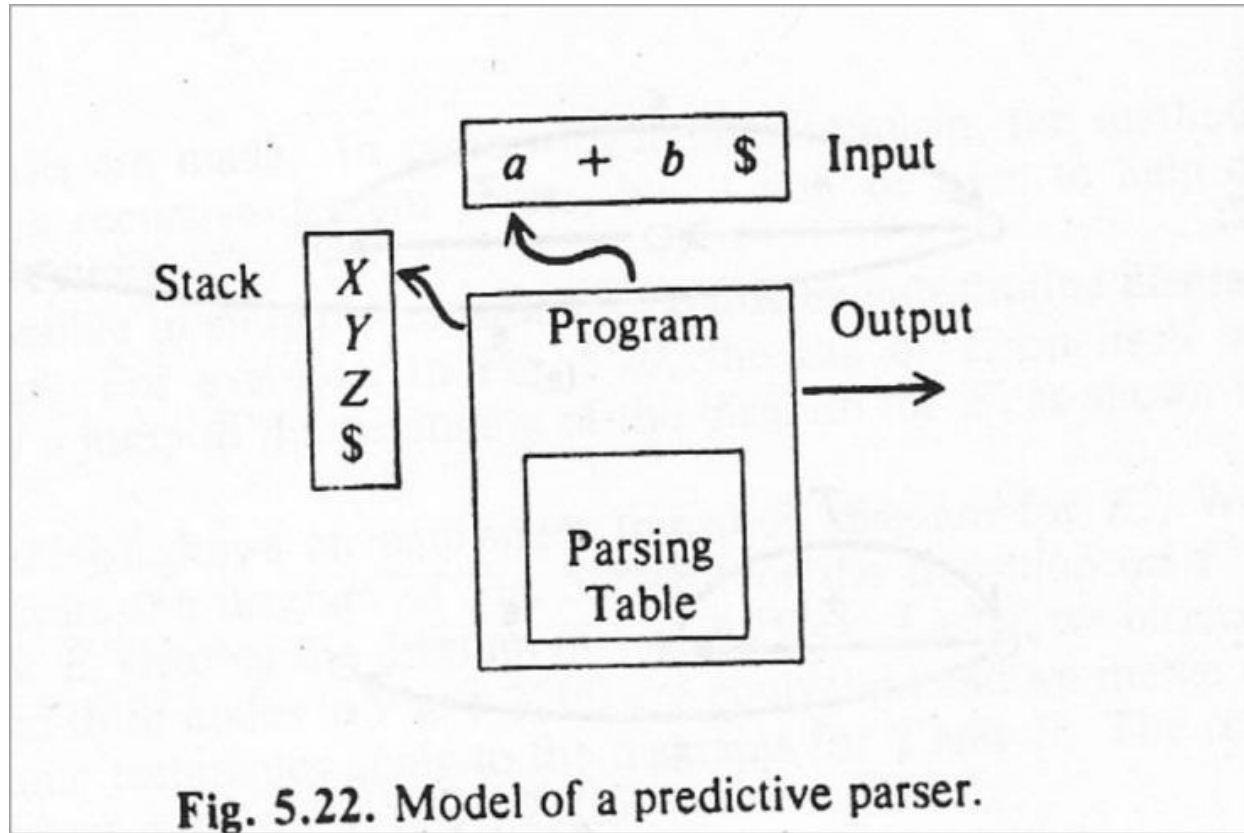 a + b $ Input
Stack
X
Y
Z
$
Program
Output
Parsing
Table
Fig. 5.22. Model of a predictive parser.